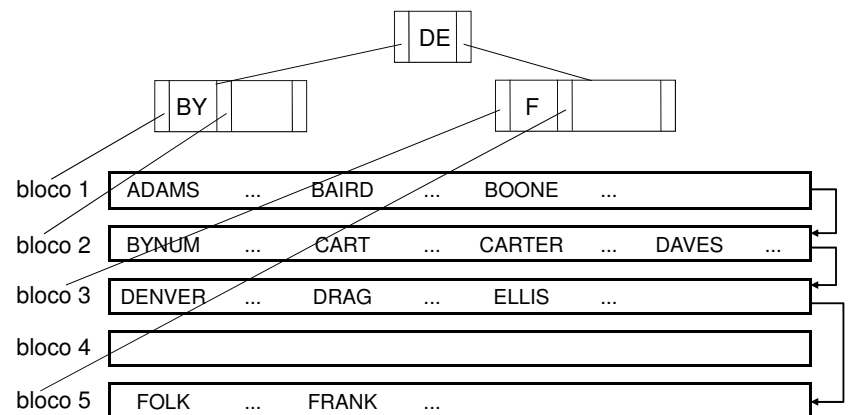 DE
BY F
bloco 1 ADAMS ... BAIRD ... BOONE ...
bloco 2 BYNUM ... CART ... CARTER ... DAVES ...
bloco 3 DENVER ... DRAG ... ELLIS ...
bloco 4
bloco 5 FOLK ... FRANK ...